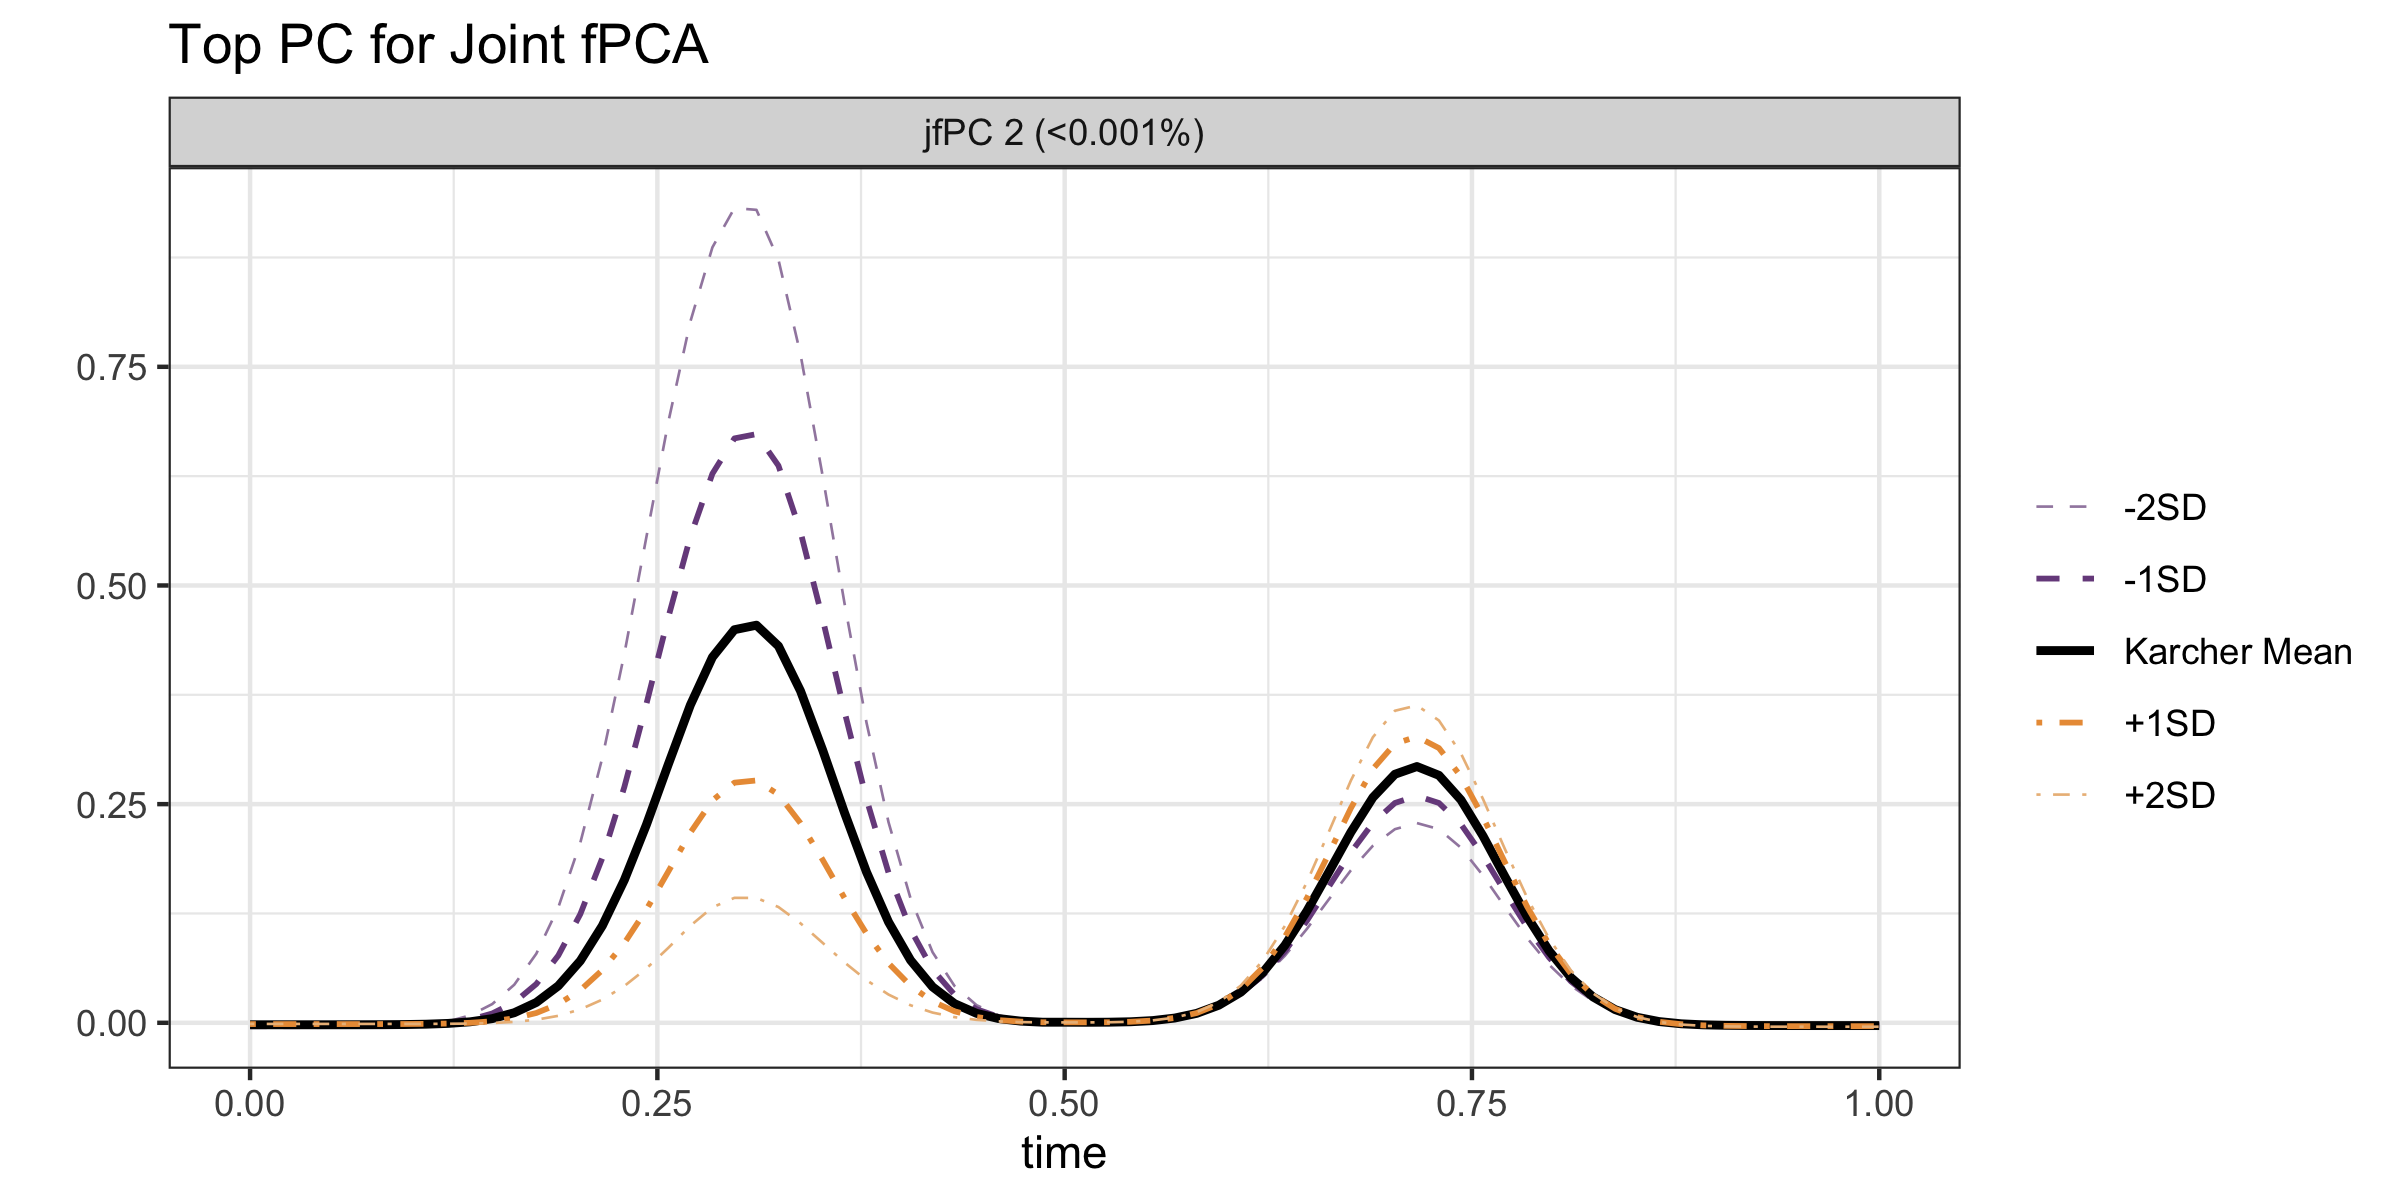 Top PC for Joint fPCA
jfPC 2 (<0.001%)
0.75
0.50
0.25
0.00
0.00 0.25 0.50 0.75 1.00
time
-2SD
-1SD
Karcher Mean
+1SD
+2SD